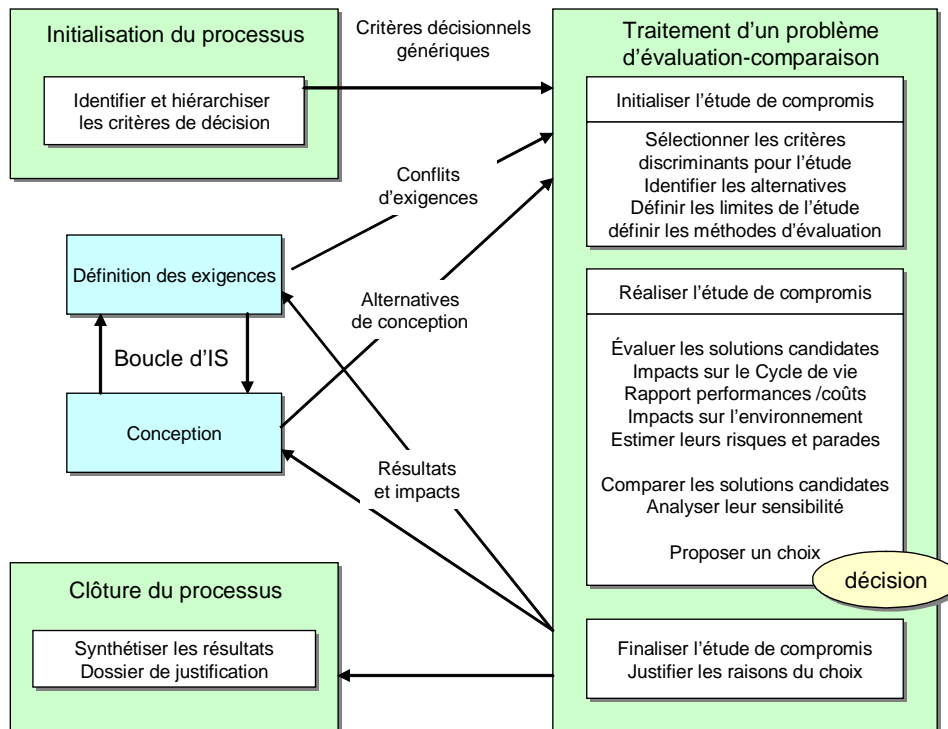 Initialisation du processus
Identifier et hiérarchiser
les critères de décision
Critères décisionnels
génériques
Conflits
d'exigences
Définition des exigences
Boucle d'IS
Conception
Alternatives
de conception
Résultats
et impacts
Clôture du processus
Synthétiser les résultats
Dossier de justification
Traitement d'un problème
d'évaluation-comparaison
Initialiser l'étude de compromis
Sélectionner les critères
discriminants pour l'étude
Identifier les alternatives
Définir les limites de l'étude
définir les méthodes d'évaluation
Réaliser l'étude de compromis
Évaluer les solutions candidates
Impacts sur le Cycle de vie
Rapport performances /coûts
Impacts sur l'environnement
Estimer leurs risques et parades
Comparer les solutions candidates
Analyser leur sensibilité
Proposer un choix
décision
Finaliser l'étude de compromis
Justifier les raisons du choix